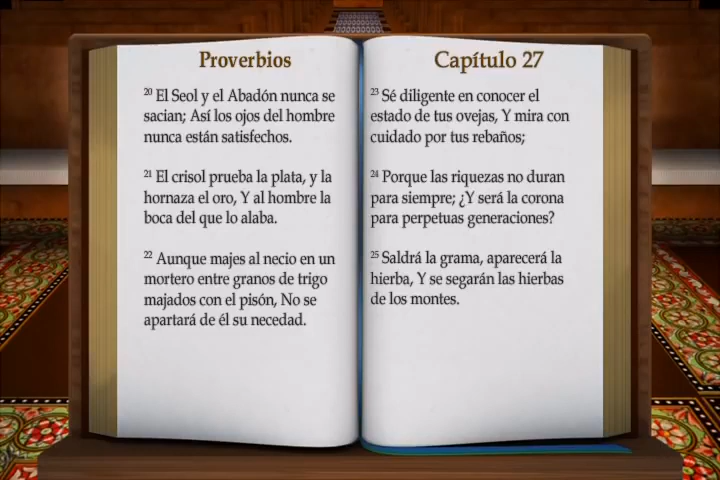 Proverbios
20 El Seol y el Abadón nunca se
sacian; Así los ojos del hombre
nunca están satisfechos.
21 El crisol prueba la plata, y la
hornaza el oro, Y al hombre la
boca del que lo alaba.
22 Aunque majes al necio en un
mortero entre granos de trigo
majados con el pisón, No se
apartará de él su necedad.
Capítulo 27
23 Sé diligente en conocer el
estado de tus ovejas, Y mira con
cuidado por tus rebaños;
24 Porque las riquezas no duran
para siempre; ¿Y será la corona
para perpetuas generaciones?
25 Saldrá la grama, aparecerá la
hierba, Y se segarán las hierbas
de los montes.